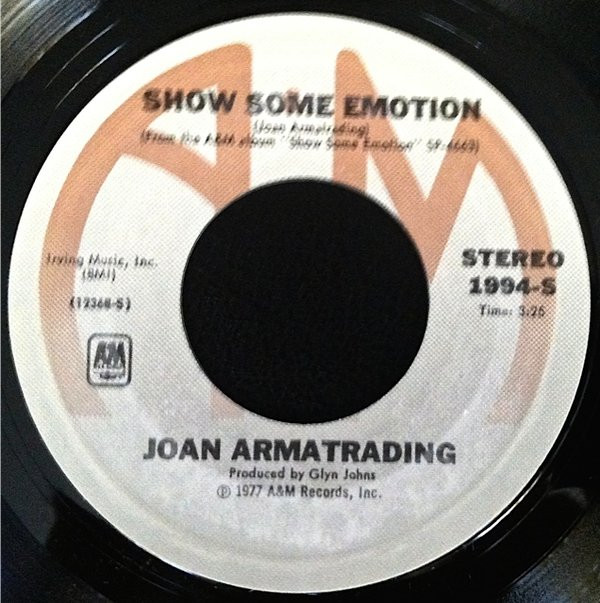 A&M
SHOW SOME EMOTION
(Joan Armatrading)
(From the A&M album "Show Some Emotion" SP-4663)
Irving Music, Inc.
(BMI)
(12368-S)
A&M
STEREO
1994-S
Time: 3:25
JOAN ARMATRADING
Produced by Glyn Johns
℗ 1977 A&M Records, Inc.